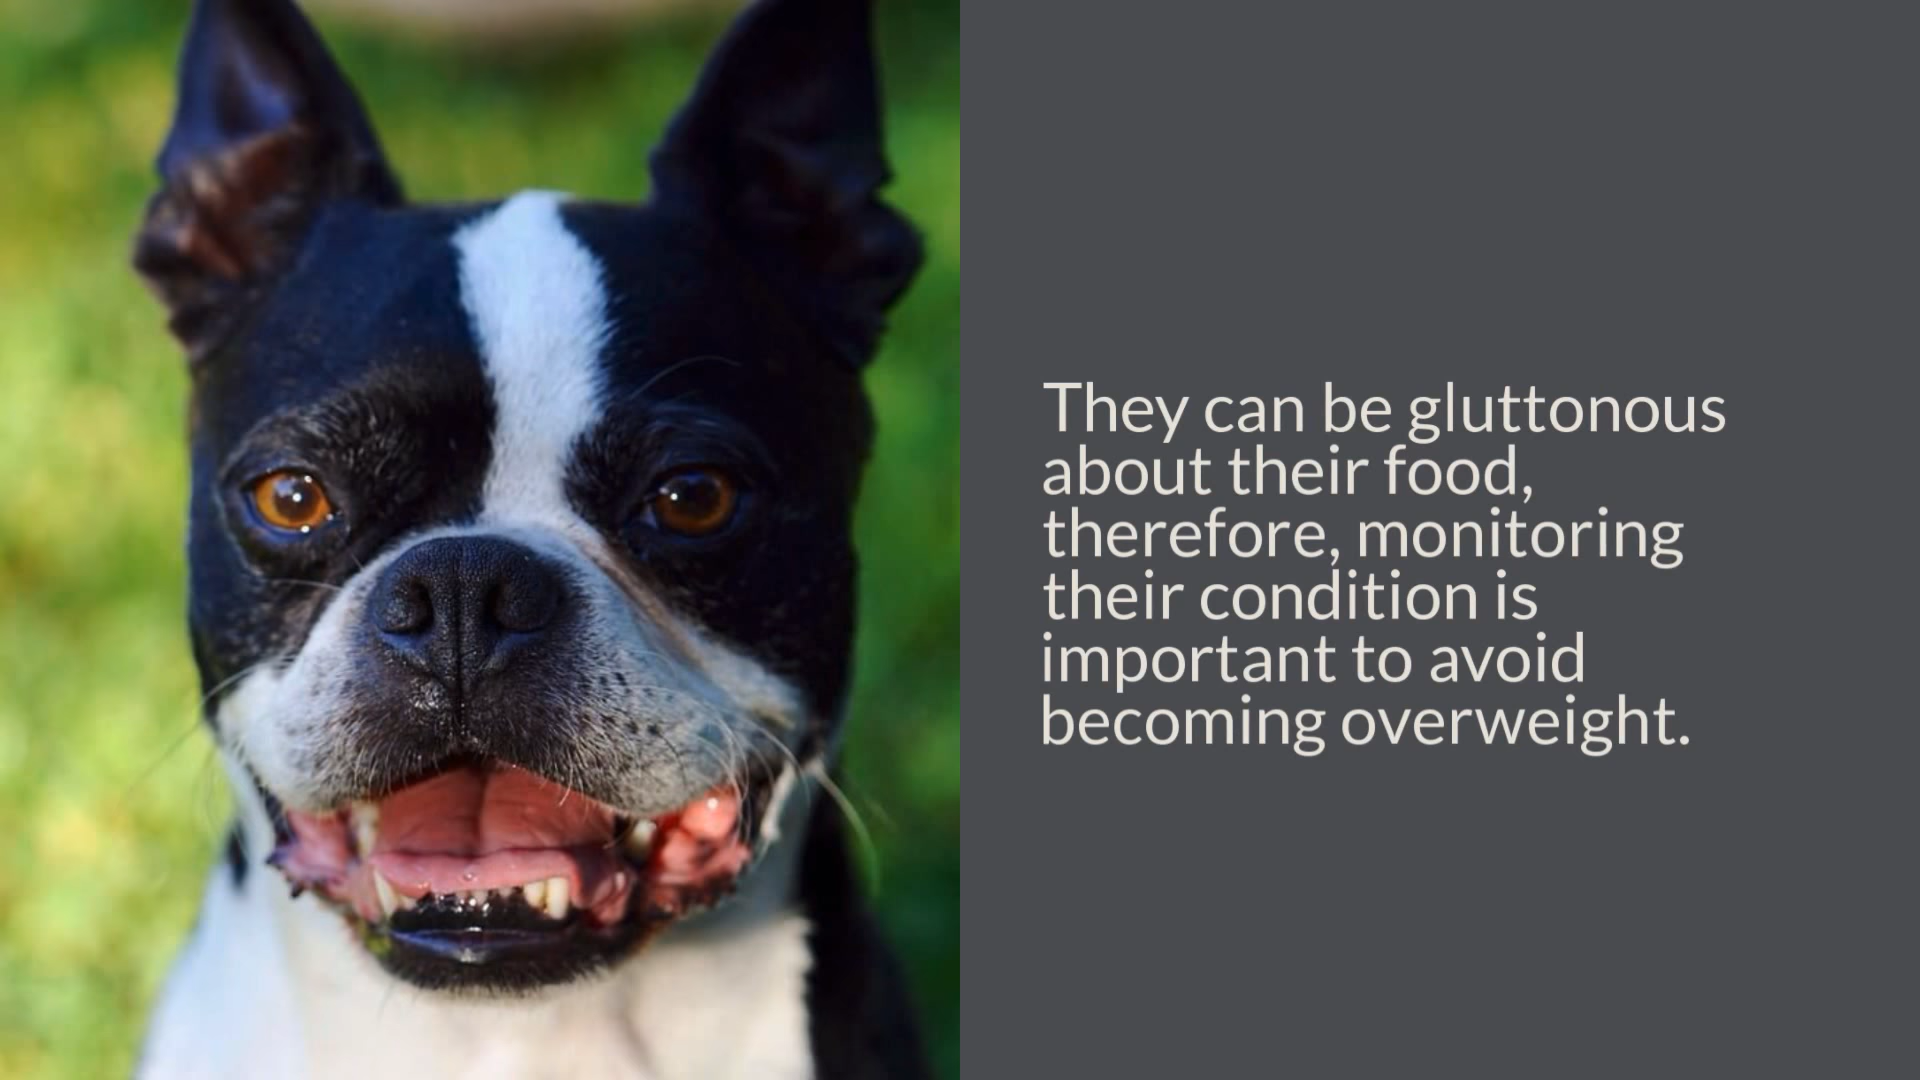 They can be gluttonous
about their food,
therefore, monitoring
their condition is
important to avoid
becoming overweight.